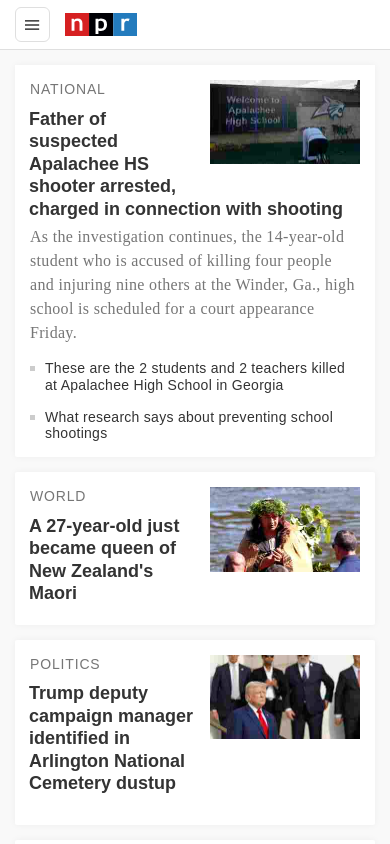 npr
NATIONAL
Welcome to
Apalachee
High School
Father of
suspected
Apalachee HS
shooter arrested,
charged in connection with shooting
As the investigation continues, the 14-year-old
student who is accused of killing four people
and injuring nine others at the Winder, Ga., high
school is scheduled for a court appearance
Friday.
These are the 2 students and 2 teachers killed
at Apalachee High School in Georgia
What research says about preventing school
shootings
WORLD
A 27-year-old just
became queen of
New Zealand's
Maori
POLITICS
Trump deputy
campaign manager
identified in
Arlington National
Cemetery dustup